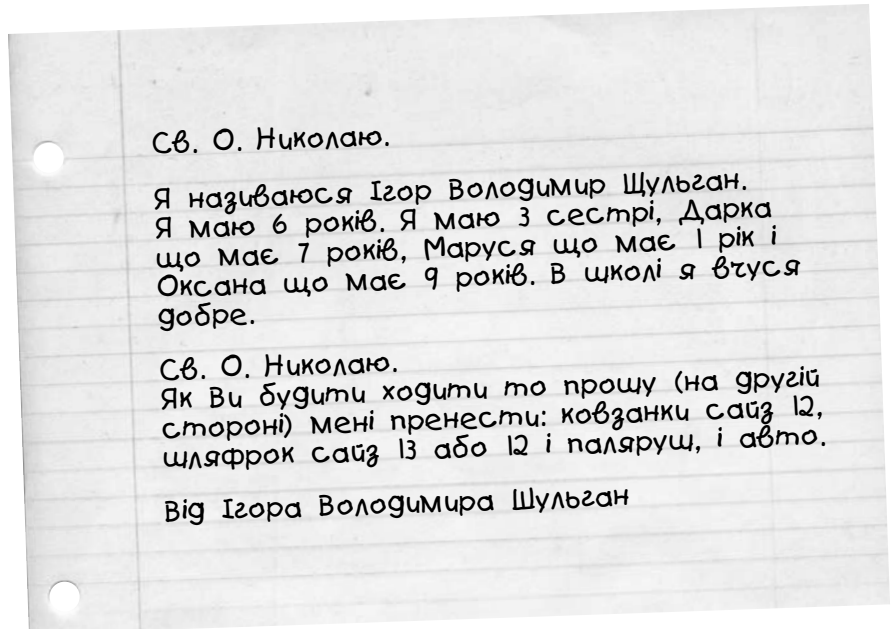 Св. О. Николаю.
Я називаюся Ігор Володимир Щульган.
Я маю 6 років. Я маю 3 сестрі, Дарка
що має 7 років, Маруся що має 1 рік і
Оксана що має 9 років. В школі я вчуся
добре.
Св. О. Николаю.
Як Ви будити ходити то прошу (на другій
стороні) мені пренести: ковзанки сайз 12,
шляфрок сайз 13 або 12 і паляруш, і авто.
Від Ігора Володимира Шульган